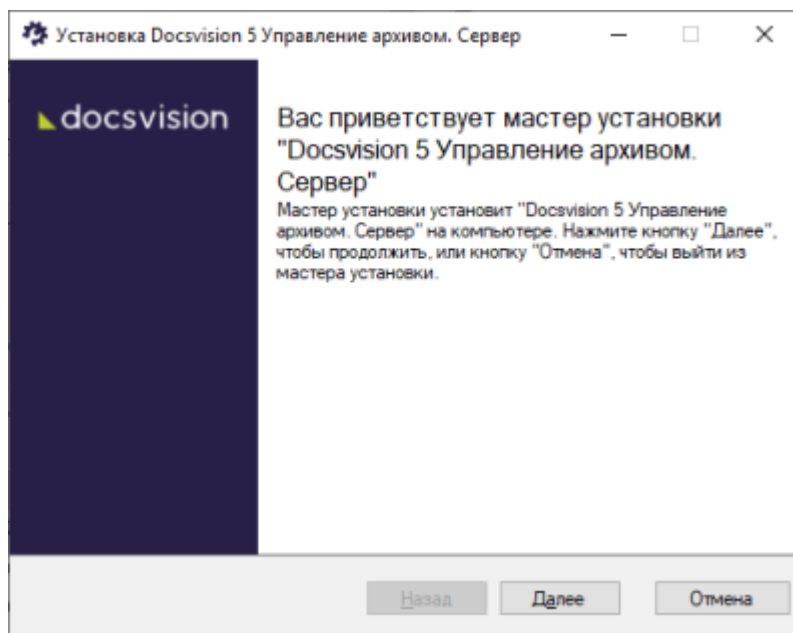 Установка Docsvision 5 Управление архивом. Сервер
docsvision
Вас приветствует мастер установки
"Docsvision 5 Управление архивом.
Сервер"
Мастер установки установит "Docsvision 5 Управление
архивом. Сервер" на компьютере. Нажмите кнопку "Далее",
чтобы продолжить, или кнопку "Отмена", чтобы выйти из
мастера установки.
Назад Далее Отмена